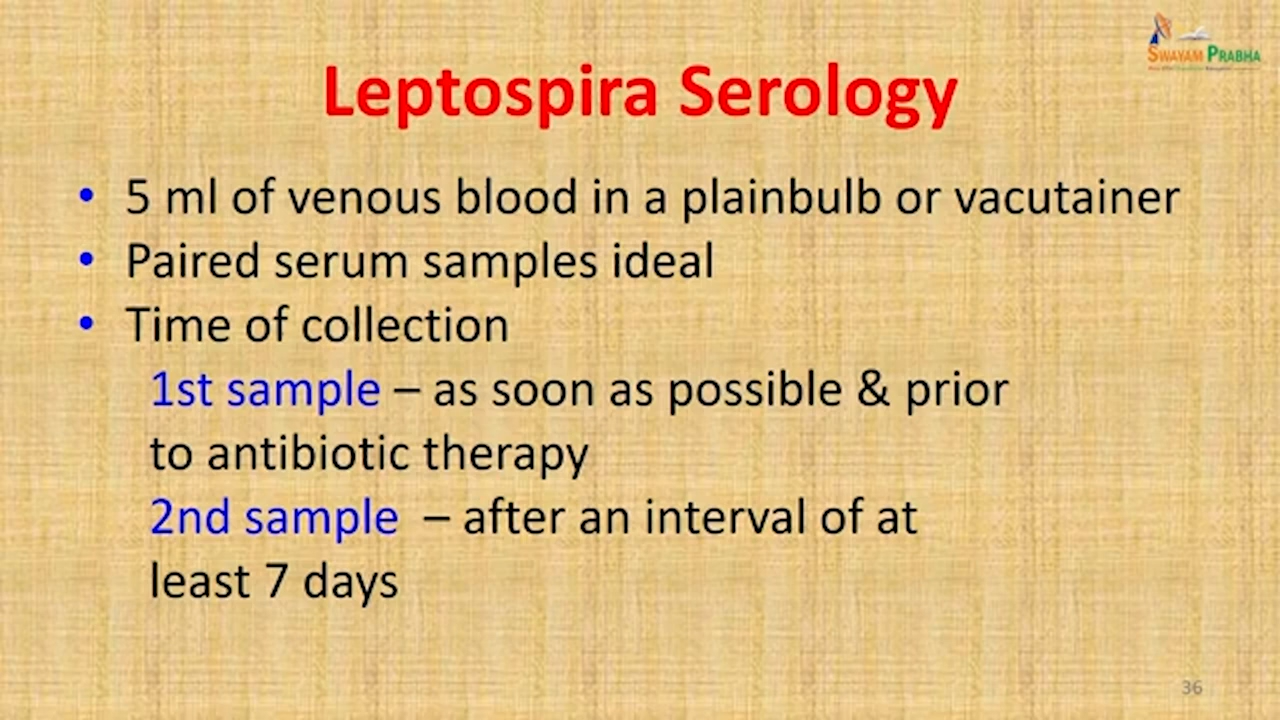 SWAYAM PRABHA
Leptospira Serology
• 5 ml of venous blood in a plainbulb or vacutainer
• Paired serum samples ideal
• Time of collection
1st sample – as soon as possible & prior
to antibiotic therapy
2nd sample – after an interval of at
least 7 days
36